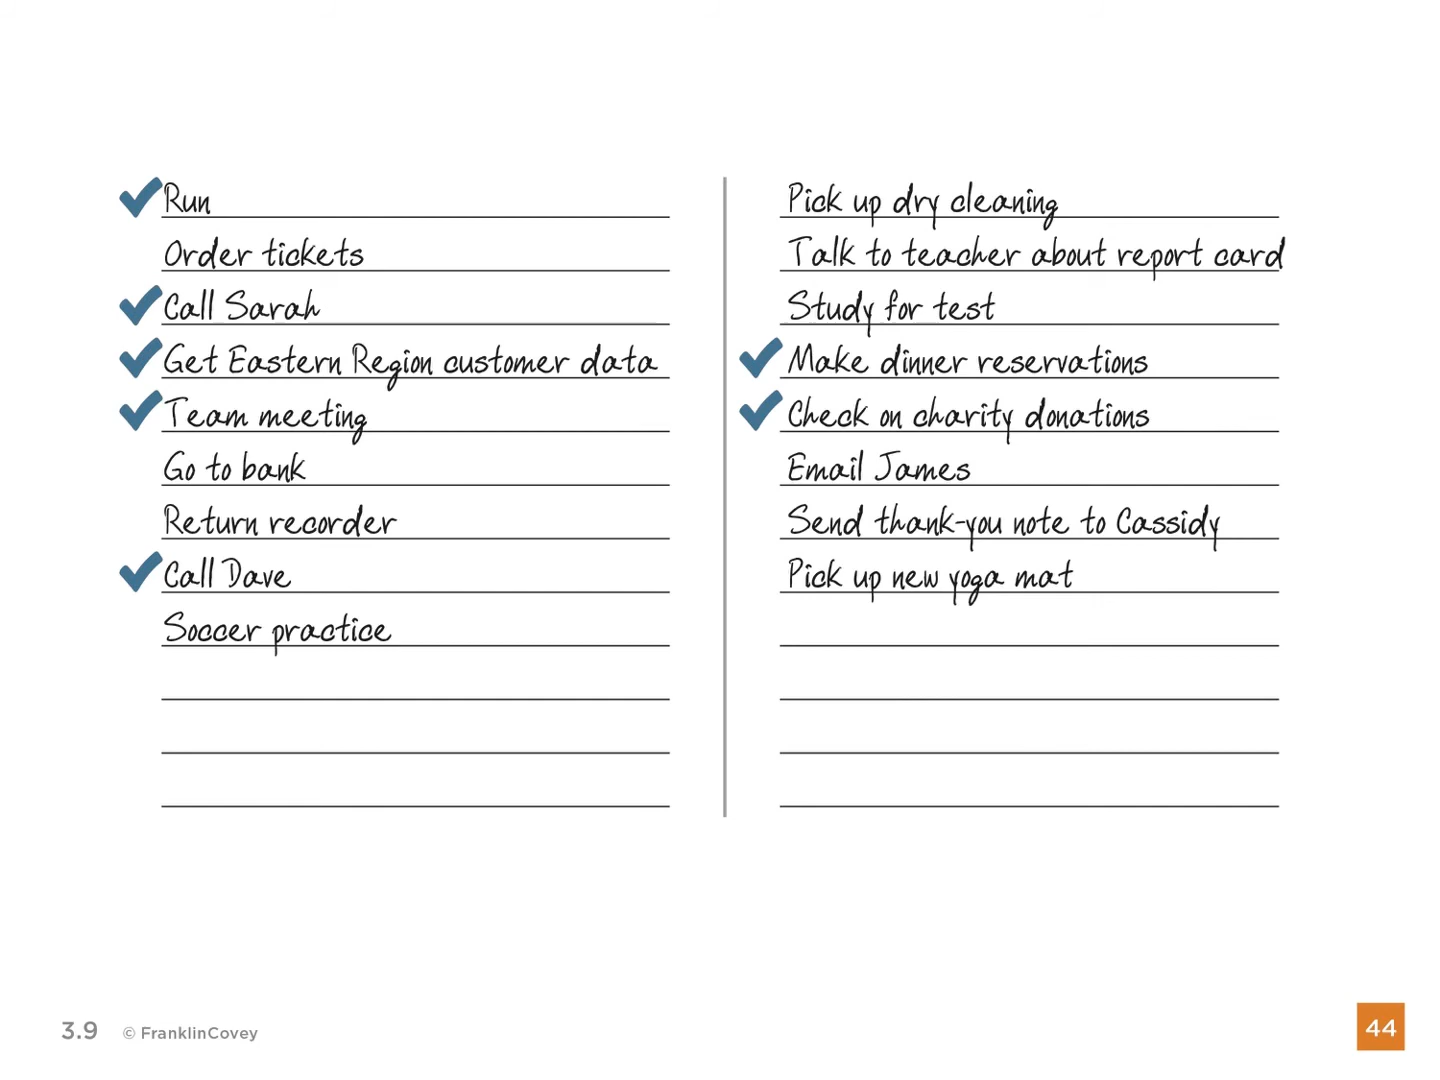 Run
Order tickets
Call Sarah
Get Eastern Region customer data
Team meeting
Go to bank
Return recorder
Call Dave
Soccer practice
Pick up dry cleaning
Talk to teacher about report card
Study for test
Make dinner reservations
Check on charity donations
Email James
Send thank-you note to Cassidy
Pick up new yoga mat
3.9 © FranklinCovey
44